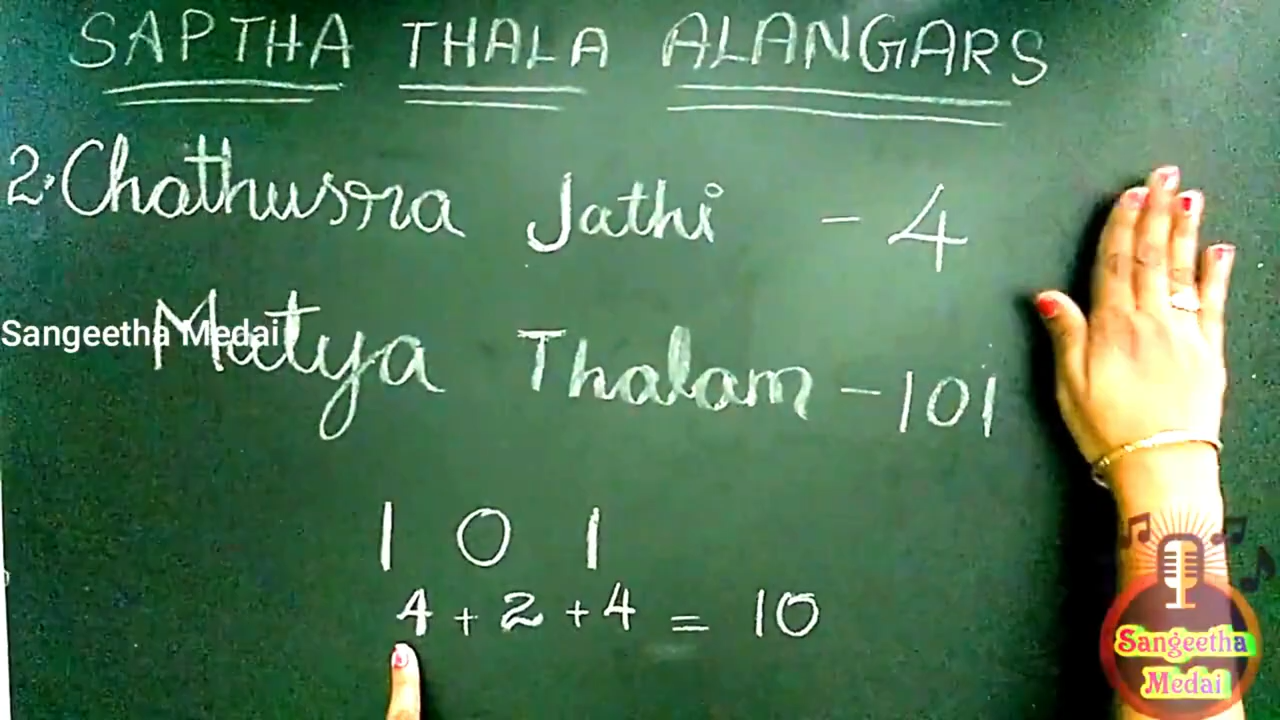 SAPTHA THALA ALANGARS
2. Chathusra Jathi - 4
Sangeetha Medai
Matya Thalam - 101
1 0 1
4 + 2 + 4 = 10
Sangeetha
Medai